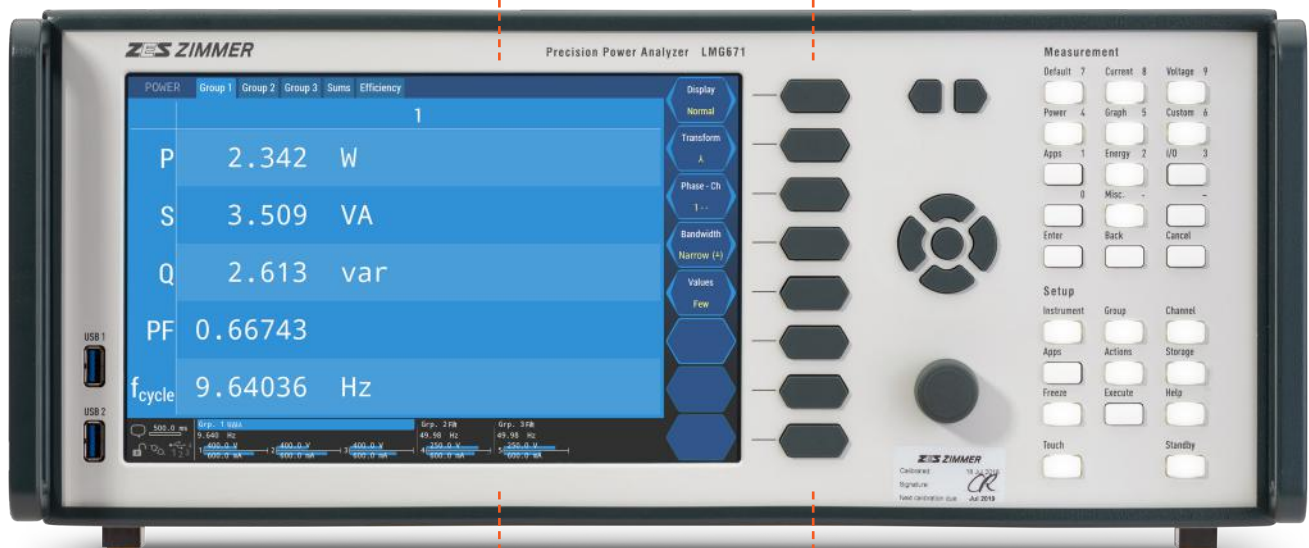 ZES ZIMMER
Precision Power Analyzer LMG671
POWER Group 1 Group 2 Group 3 Sums Efficiency
1
P 2.342 W
S 3.509 VA
Q 2.613 var
PF 0.66743
fcycle 9.64036 Hz
Display
Normal
Transform
Phase - Ch
1 - -
Bandwidth
Narrow
Values
Few
500.0 ms
Grp. 1
9.640 Hz
1 400.0 V
600.0 mA
2 400.0 V
600.0 mA
3 400.0 V
600.0 mA
Grp. 2
49.98 Hz
4 250.0 V
600.0 mA
Grp. 3
49.98 Hz
5 250.0 V
600.0 mA
USB 1
USB 2
Measurement
Default 7 Current 8 Voltage 9
Power 4 Graph 5 Custom 6
Apps 1 Energy 2 I/O 3
0 Misc. - -
Enter Back Cancel
Setup
Instrument Group Channel
Apps Actions Storage
Freeze Execute Help
Touch Standby
ZES ZIMMER
Calibrated
Signature
Next calibration due Jul 2019